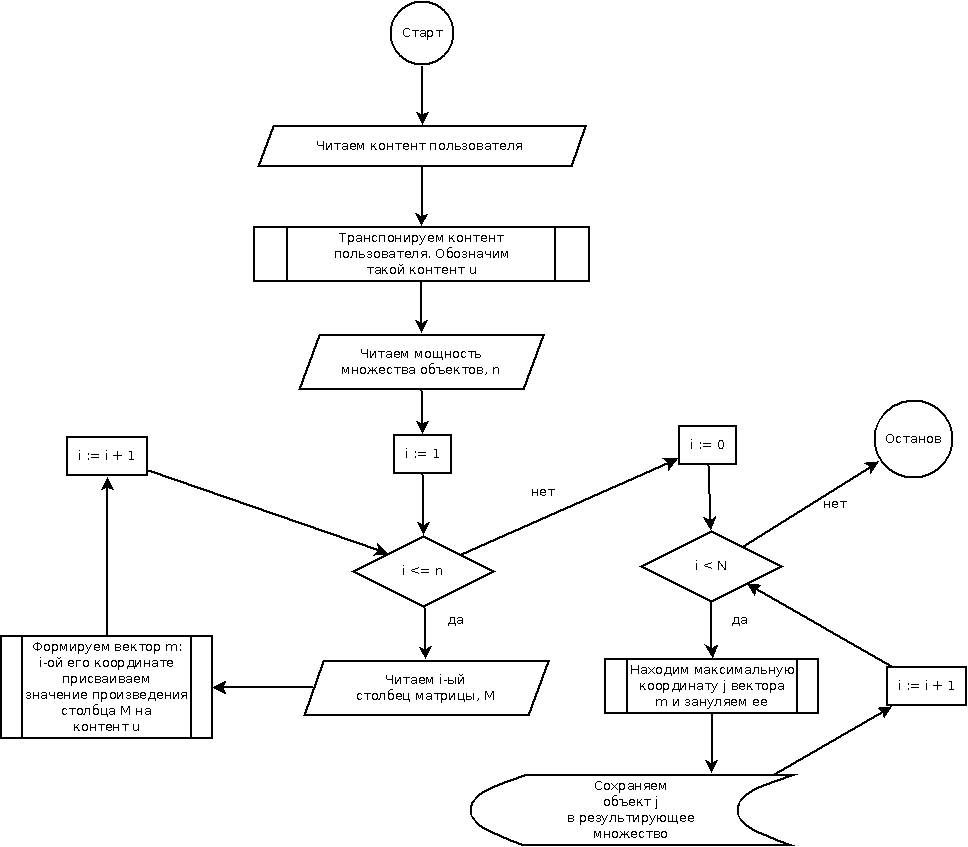 Старт
Читаем контент пользователя
Транспонируем контент
пользователя. Обозначим
такой контент u
Читаем мощность
множества объектов, n
i := 1
i <= n
да
Читаем i-ый
столбец матрицы, M
Формируем вектор m:
i-ой его координате
присваиваем
значение произведения
столбца M на
контент u
i := i + 1
нет
i := 0
i < N
нет
Останов
да
Находим максимальную
координату j вектора
m и зануляем ее
Сохраняем
объект j
в результирующее
множество
i := i + 1